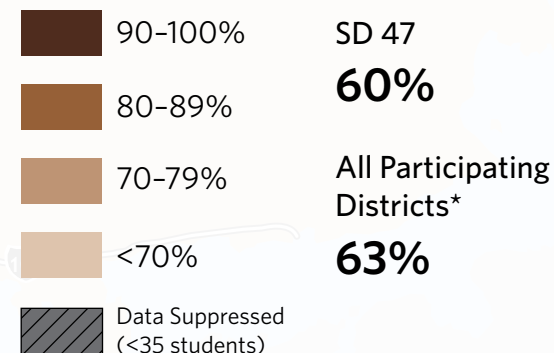 90–100%
80–89%
70–79%
<70%
Data Suppressed
(<35 students)
SD 47
60%
All Participating
Districts*
63%